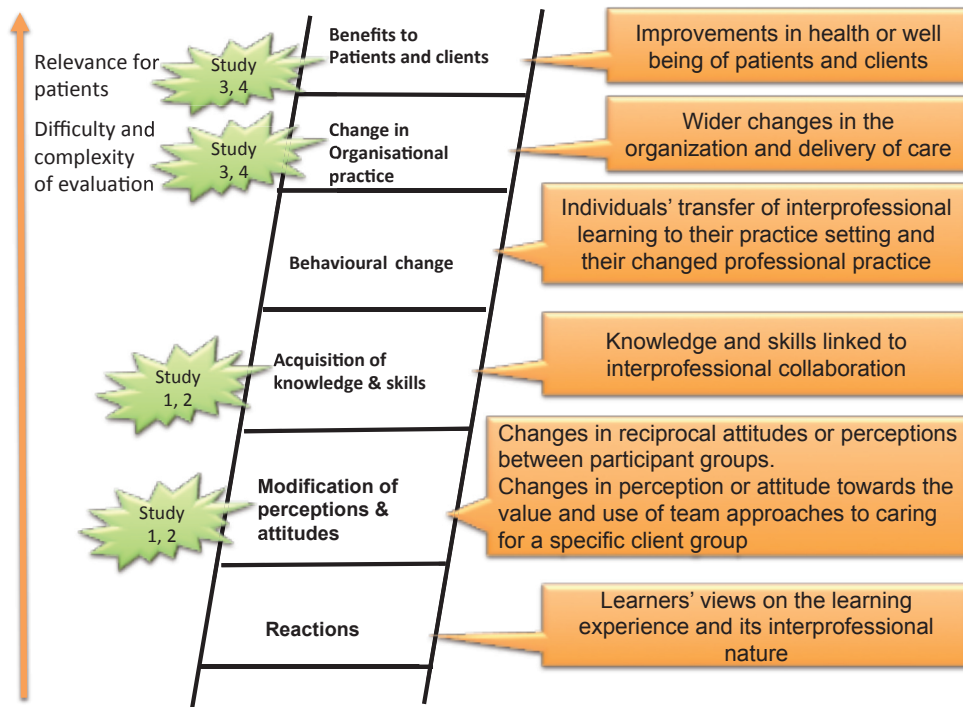 Relevance for
patients
Difficulty and
complexity
of evaluation
Study
3, 4
Benefits to
Patients and clients
Improvements in health or well
being of patients and clients
Study
3, 4
Change in
Organisational
practice
Wider changes in the
organization and delivery of care
Behavioural change
Individuals' transfer of interprofessional
learning to their practice setting and
their changed professional practice
Study
1, 2
Acquisition of
knowledge & skills
Knowledge and skills linked to
interprofessional collaboration
Study
1, 2
Modification of
perceptions &
attitudes
Changes in reciprocal attitudes or perceptions
between participant groups.
Changes in perception or attitude towards the
value and use of team approaches to caring
for a specific client group
Reactions
Learners' views on the learning
experience and its interprofessional
nature